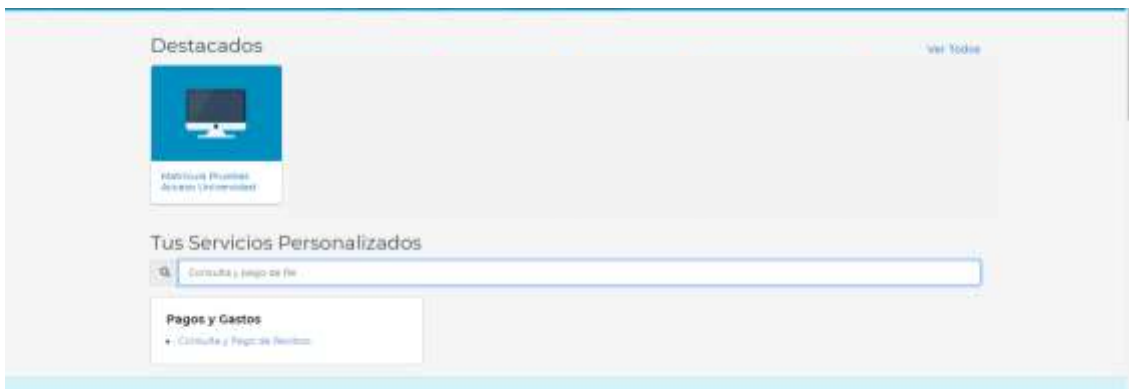 Destacados
Ver Todos
Matrícula Pruebas
Acceso Universidad
Tus Servicios Personalizados
Consulta y pago de Re
Pagos y Gastos
Consulta y Pago de Recibos